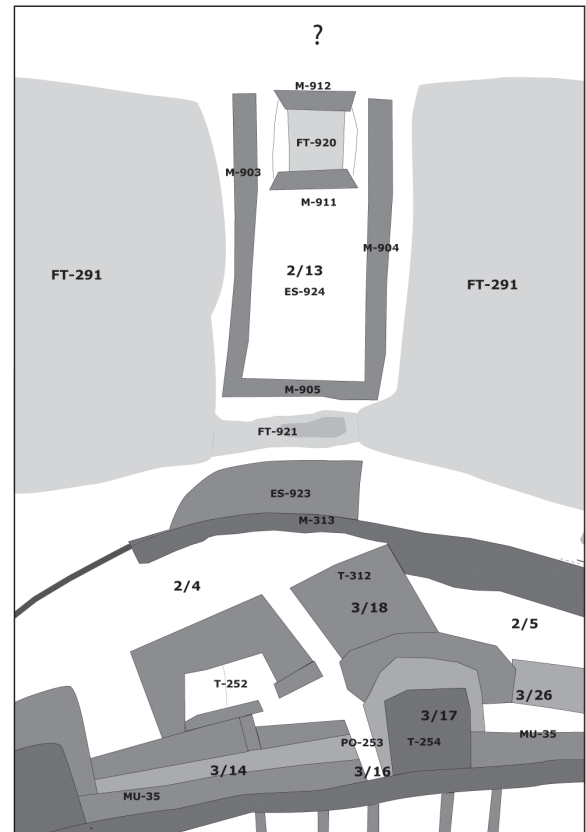 ?
M-912
FT-920
M-903
M-911
M-904
2/13
ES-924
FT-291
FT-291
M-905
FT-921
ES-923
M-313
T-312
2/4
3/18
2/5
T-252
3/26
3/17
MU-35
PO-253
T-254
3/14
3/16
MU-35